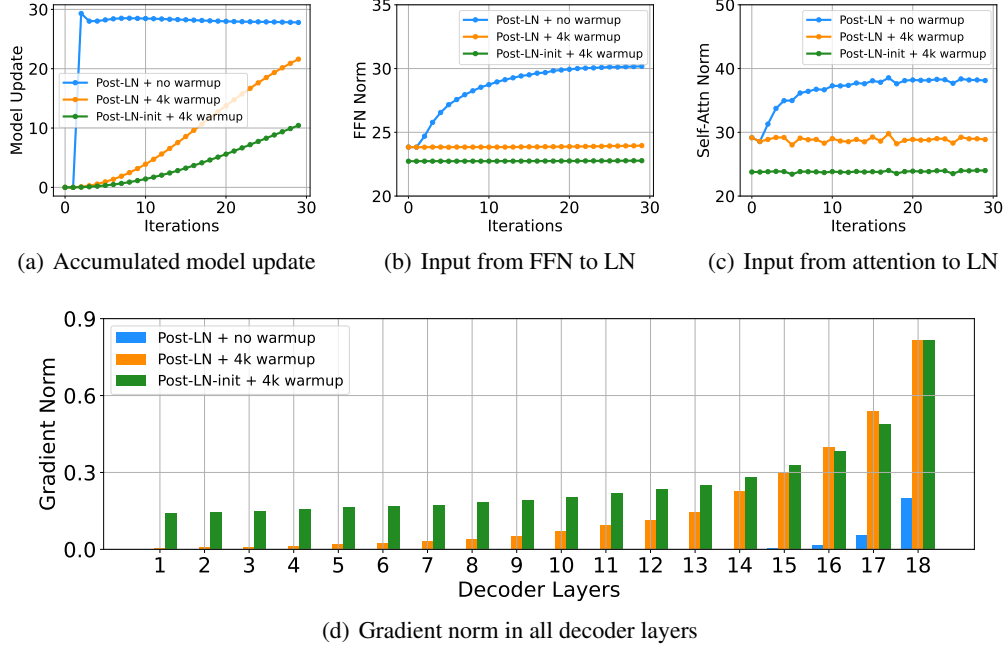 30
20
10
0
0
10
20
30
Model Update
Iterations
Post-LN + no warmup
Post-LN + 4k warmup
Post-LN-init + 4k warmup
(a) Accumulated model update
35
30
25
20
0
10
20
30
FFN Norm
Iterations
Post-LN + no warmup
Post-LN + 4k warmup
Post-LN-init + 4k warmup
(b) Input from FFN to LN
50
40
30
20
0
10
20
30
Self-Attn Norm
Iterations
Post-LN + no warmup
Post-LN + 4k warmup
Post-LN-init + 4k warmup
(c) Input from attention to LN
0.9
0.6
0.3
0.0
Gradient Norm
Post-LN + no warmup
Post-LN + 4k warmup
Post-LN-init + 4k warmup
1 2 3 4 5 6 7 8 9 10 11 12 13 14 15 16 17 18
Decoder Layers
(d) Gradient norm in all decoder layers